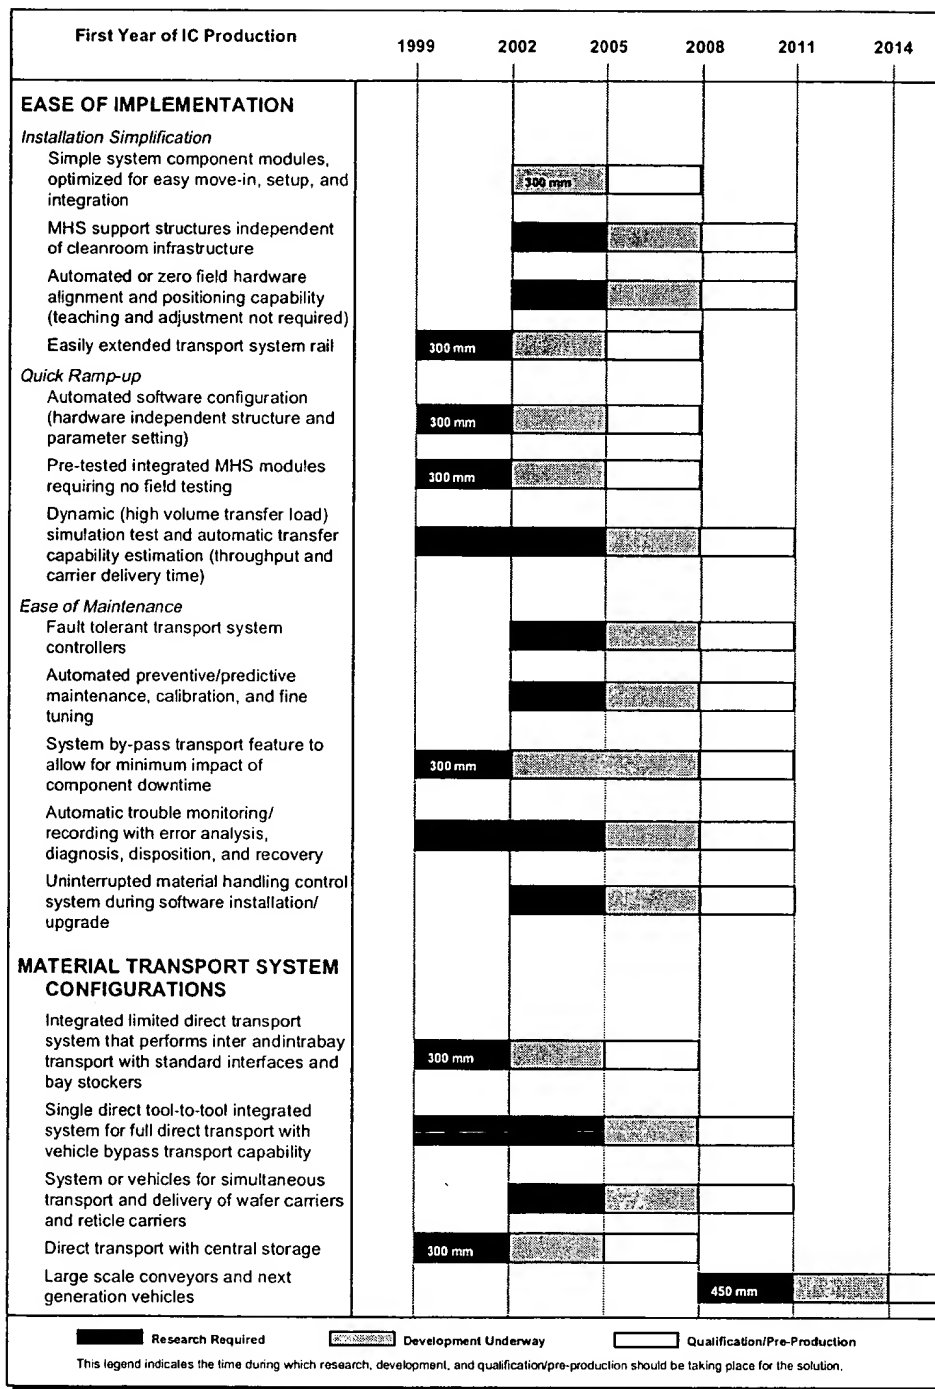 First Year of IC Production
1999 2002 2005 2008 2011 2014
EASE OF IMPLEMENTATION
Installation Simplification
Simple system component modules,
optimized for easy move-in, setup, and
integration
300 mm
MHS support structures independent
of cleanroom infrastructure
Automated or zero field hardware
alignment and positioning capability
(teaching and adjustment not required)
Easily extended transport system rail
300 mm
Quick Ramp-up
Automated software configuration
(hardware independent structure and
parameter setting)
300 mm
Pre-tested integrated MHS modules
requiring no field testing
300 mm
Dynamic (high volume transfer load)
simulation test and automatic transfer
capability estimation (throughput and
carrier delivery time)
Ease of Maintenance
Fault tolerant transport system
controllers
Automated preventive/predictive
maintenance, calibration, and fine
tuning
System by-pass transport feature to
allow for minimum impact of
component downtime
300 mm
Automatic trouble monitoring/
recording with error analysis,
diagnosis, disposition, and recovery
Uninterrupted material handling control
system during software installation/
upgrade
MATERIAL TRANSPORT SYSTEM
CONFIGURATIONS
Integrated limited direct transport
system that performs inter andintrabay
transport with standard interfaces and
bay stockers
300 mm
Single direct tool-to-tool integrated
system for full direct transport with
vehicle bypass transport capability
System or vehicles for simultaneous
transport and delivery of wafer carriers
and reticle carriers
Direct transport with central storage
300 mm
Large scale conveyors and next
generation vehicles
450 mm
Research Required Development Underway Qualification/Pre-Production
This legend indicates the time during which research, development, and qualification/pre-production should be taking place for the solution.